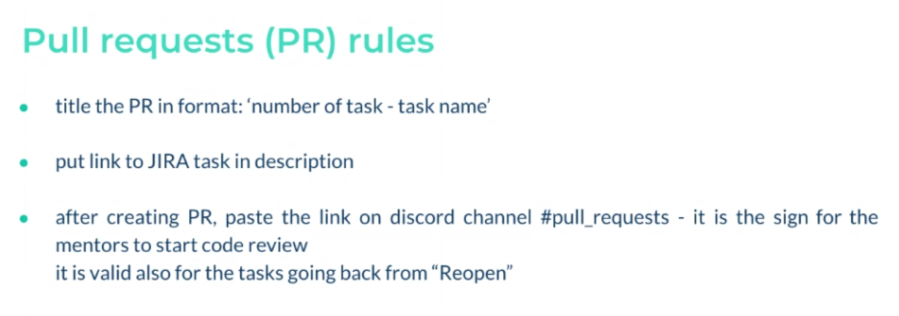 Pull requests (PR) rules
title the PR in format: ‘number of task - task name’
put link to JIRA task in description
after creating PR, paste the link on discord channel #pull_requests - it is the sign for the
mentors to start code review
it is valid also for the tasks going back from “Reopen”